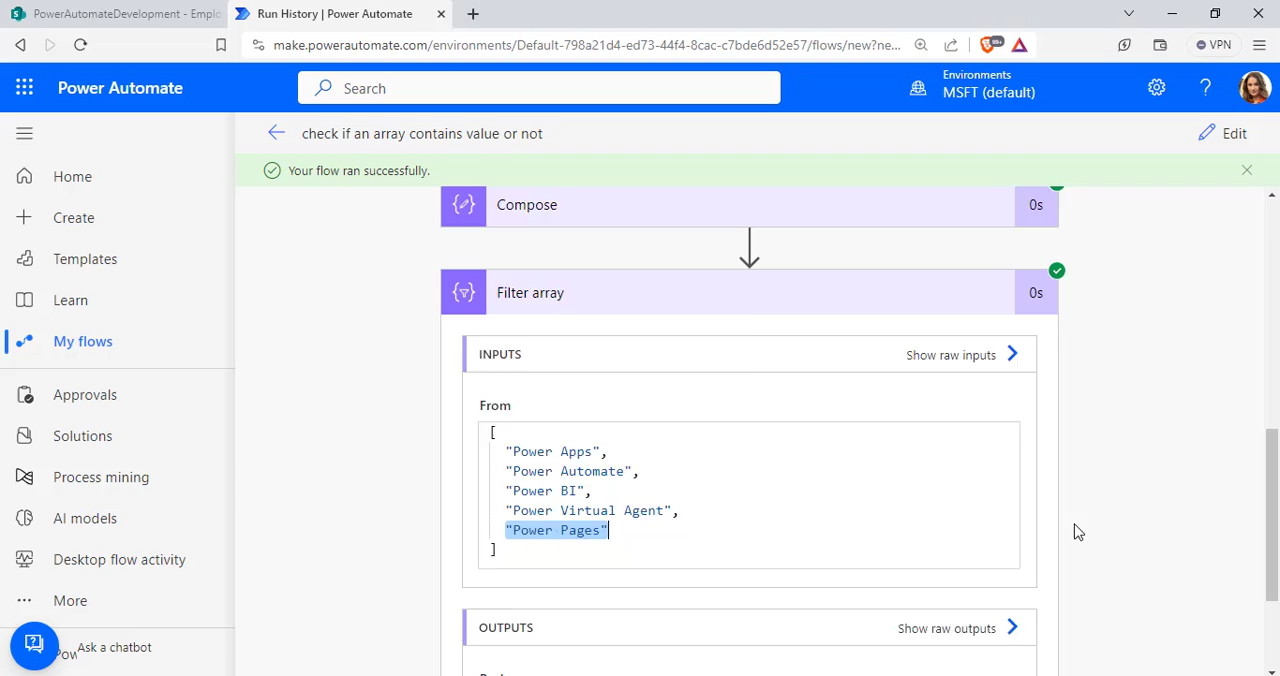 PowerAutomateDevelopment - Emplo
Run History | Power Automate
make.powerautomate.com/environments/Default-798a21d4-ed73-44f4-8cac-c7bde6d52e57/flows/new?ne...
99+
VPN
Power Automate
Search
Environments
MSFT (default)
check if an array contains value or not
Edit
Your flow ran successfully.
Home
Create
Templates
Learn
My flows
Approvals
Solutions
Process mining
AI models
Desktop flow activity
More
Pow
Ask a chatbot
Compose
0s
Filter array
0s
INPUTS
Show raw inputs
From
[
"Power Apps",
"Power Automate",
"Power BI",
"Power Virtual Agent",
"Power Pages"
]
OUTPUTS
Show raw outputs